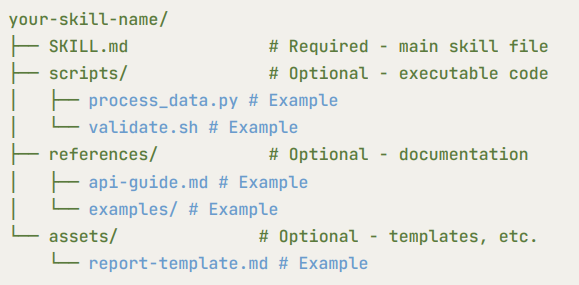 your-skill-name/
├── SKILL.md              # Required - main skill file
├── scripts/              # Optional - executable code
│   ├── process_data.py # Example
│   └── validate.sh # Example
├── references/           # Optional - documentation
│   ├── api-guide.md # Example
│   └── examples/ # Example
└── assets/              # Optional - templates, etc.
    └── report-template.md # Example